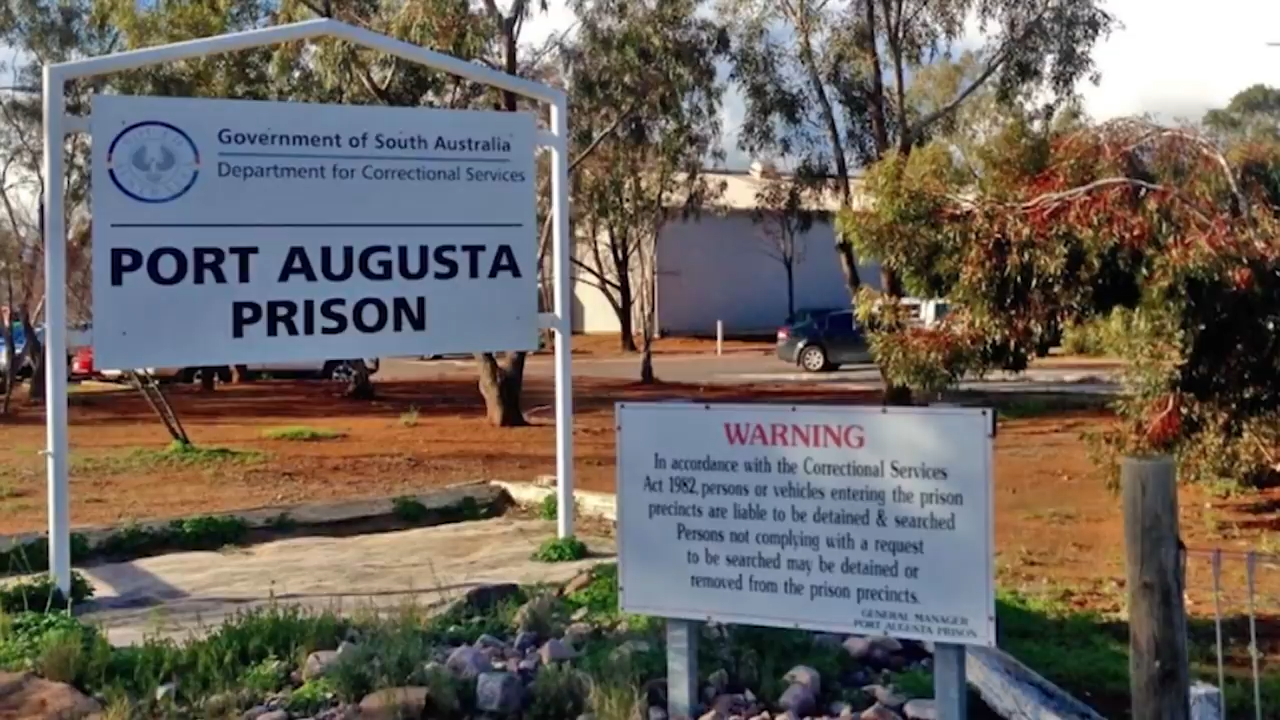 Government of South Australia
Department for Correctional Services
PORT AUGUSTA
PRISON
WARNING
In accordance with the Correctional Services
Act 1982, persons or vehicles entering the prison
precincts are liable to be detained & searched
Persons not complying with a request
to be searched may be detained or
removed from the prison precincts.
GENERAL MANAGER
PORT AUGUSTA PRISON